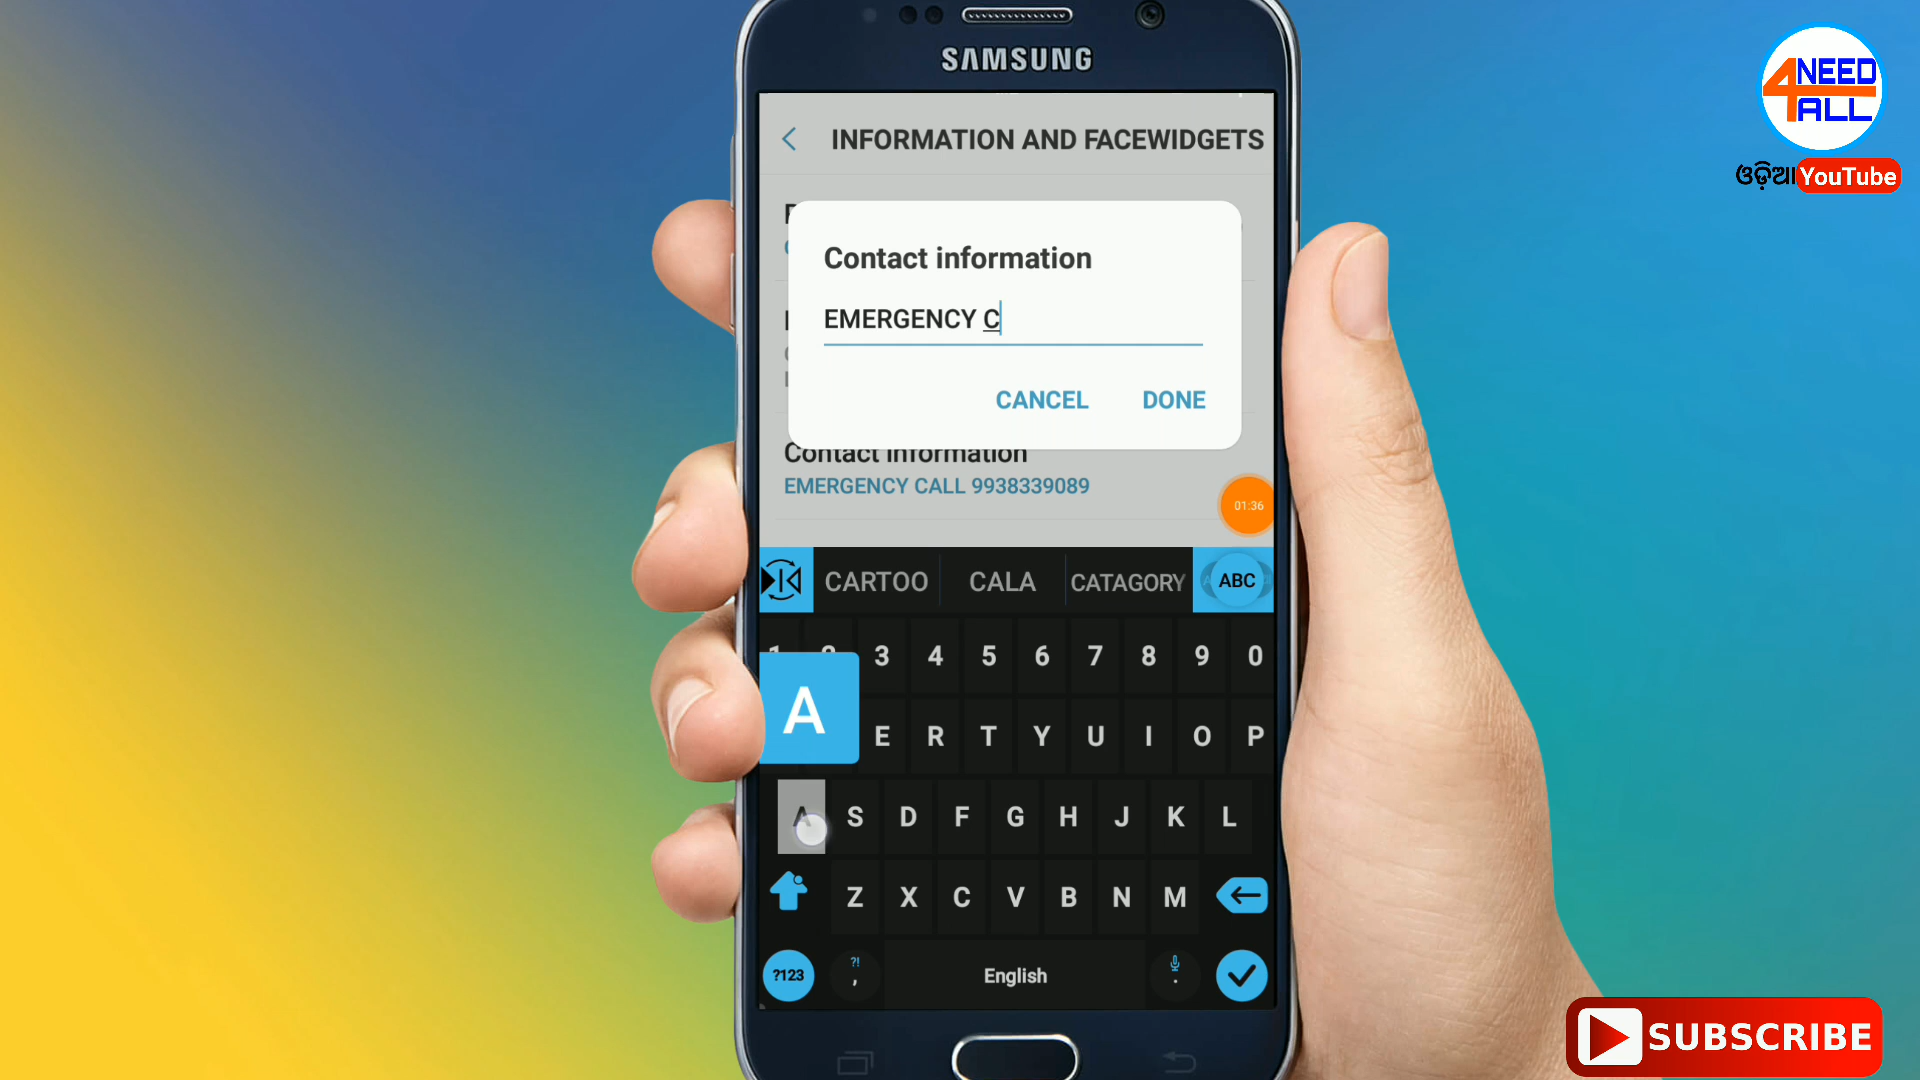 SAMSUNG
4NEED
ALL
ଓଡ଼ିଆ YouTube
INFORMATION AND FACEWIDGETS
Contact information
EMERGENCY C
CANCEL DONE
Contact information
EMERGENCY CALL 9938339089
01:36
CARTOO CALA CATAGORY ABC
3 4 5 6 7 8 9 0
A
E R T Y U I O P
A S D F G H J K L
Z X C V B N M
?123 ?! , English .
SUBSCRIBE